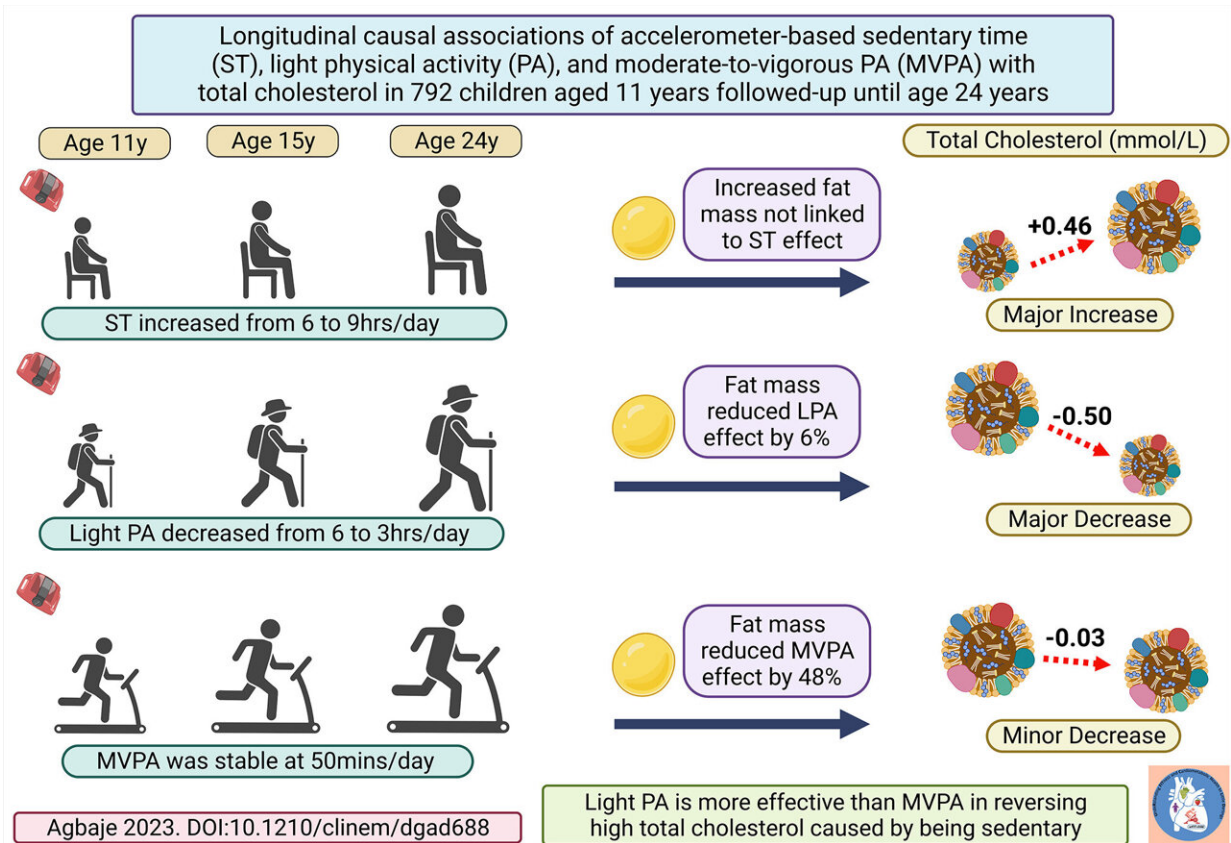 Longitudinal causal associations of accelerometer-based sedentary time
(ST), light physical activity (PA), and moderate-to-vigorous PA (MVPA) with
total cholesterol in 792 children aged 11 years followed-up until age 24 years
Age 11y
Age 15y
Age 24y
Total Cholesterol (mmol/L)
Increased fat
mass not linked
to ST effect
+0.46
Major Increase
ST increased from 6 to 9hrs/day
Fat mass
reduced LPA
effect by 6%
-0.50
Major Decrease
Light PA decreased from 6 to 3hrs/day
Fat mass
reduced MVPA
effect by 48%
-0.03
Minor Decrease
MVPA was stable at 50mins/day
Agbaje 2023. DOI:10.1210/clinem/dgad688
Light PA is more effective than MVPA in reversing
high total cholesterol caused by being sedentary